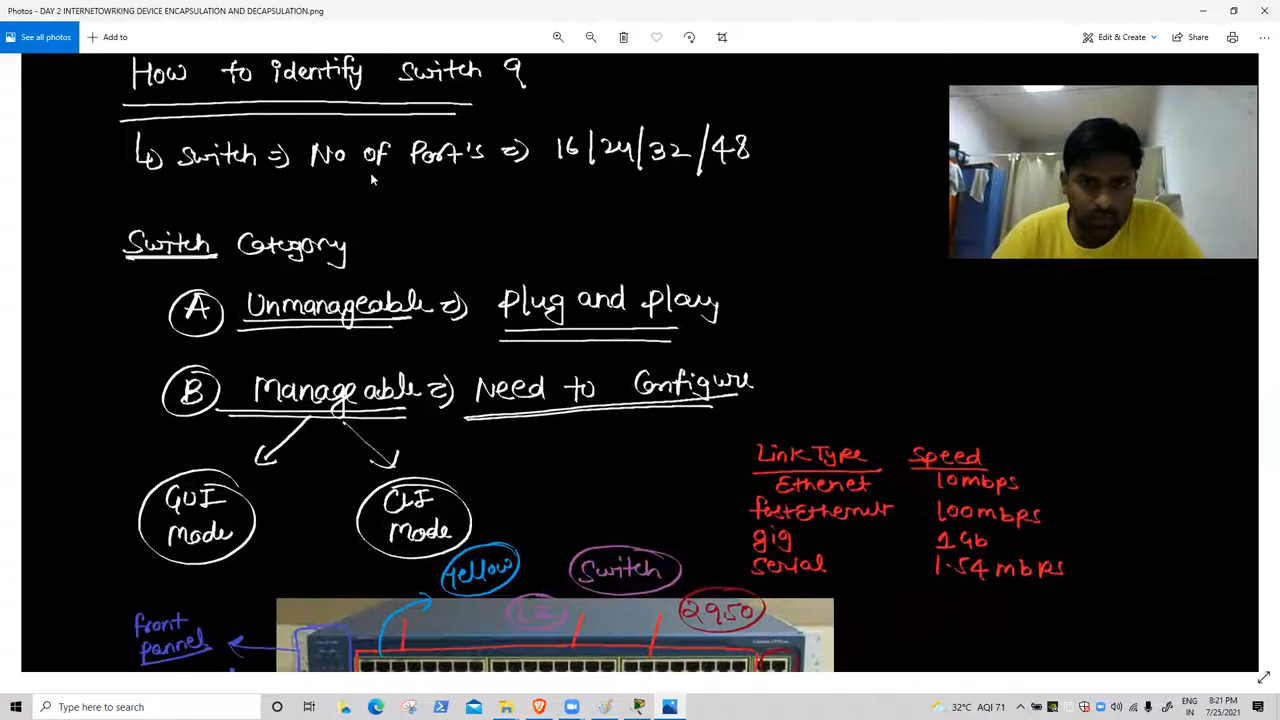 Photos - DAY 2 INTERNETOWRKING DEVICE ENCAPSULATION AND DECAPSULATION.png
See all photos
Add to
Edit & Create
Share
How to identify Switch ?
Switch => No of Port's => 16/24/32/48
Switch Category
A Unmanageable => plug and play
B Manageable => Need to Configure
GUI Mode
CLI Mode
Link Type Speed
Ethenet 10mbps
fastEthernet 100mbps
gig 1Gb
Serial 1.54 mbps
Yellow
Switch
L2
2950
front
pannel
Type here to search
32°C AQI 71
ENG
IN
8:21 PM
7/25/2021